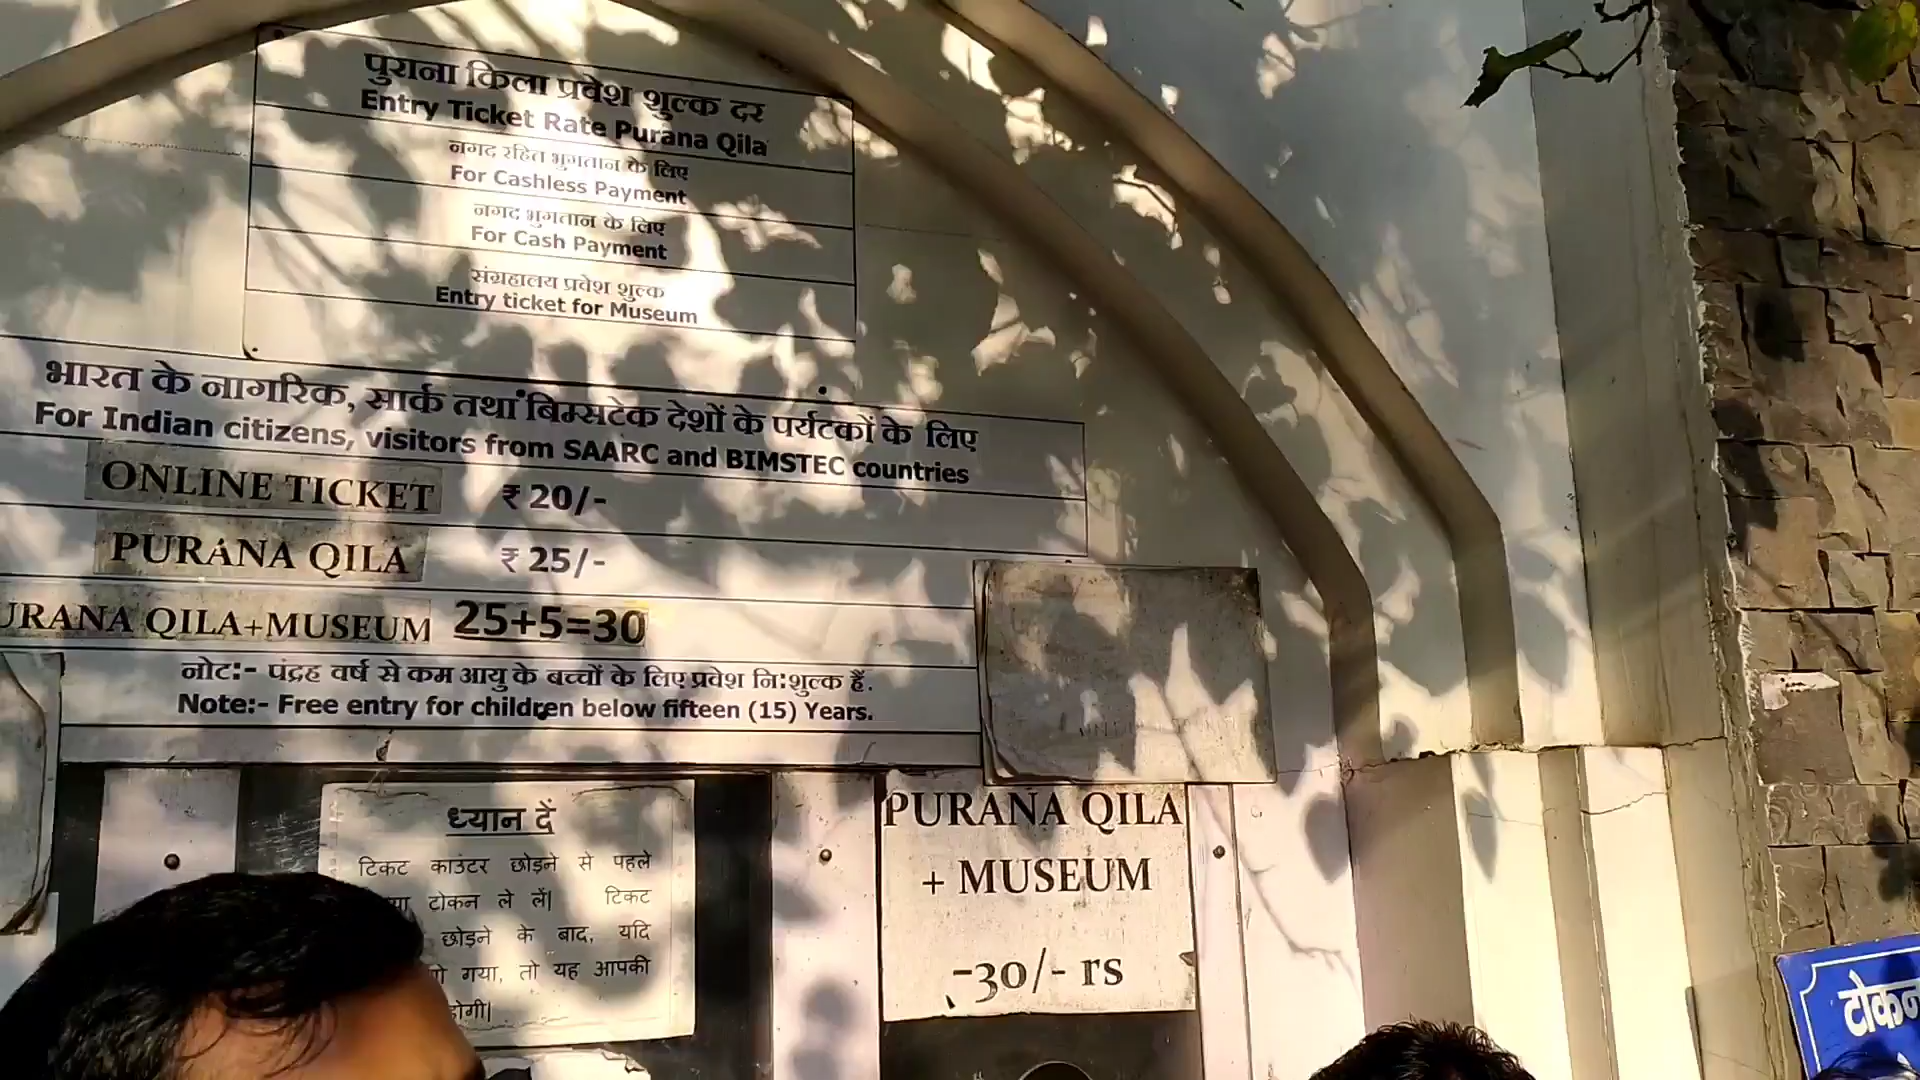 पुराना किला प्रवेश शुल्क दर
Entry Ticket Rate Purana Qila
नगद रहित भुगतान के लिए
For Cashless Payment
नगद भुगतान के लिए
For Cash Payment
संग्रहालय प्रवेश शुल्क
Entry ticket for Museum
भारत के नागरिक, सार्क तथा बिम्सटेक देशों के पर्यटकों के लिए
For Indian citizens, visitors from SAARC and BIMSTEC countries
ONLINE TICKET ₹ 20/-
PURANA QILA ₹ 25/-
URANA QILA+MUSEUM 25+5=30
नोट:- पंद्रह वर्ष से कम आयु के बच्चों के लिए प्रवेश नि:शुल्क हैं.
Note:- Free entry for children below fifteen (15) Years.
ध्यान दें
टिकट काउंटर छोड़ने से पहले
टोकन ले लें| टिकट
छोड़ने के बाद, यदि
गया, तो यह आपकी
होगी|
PURANA QILA
+ MUSEUM
-30/- rs
टोकन